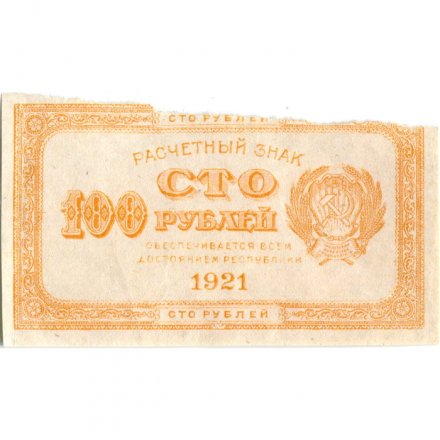 СТО РУБЛЕЙ
РАСЧЕТНЫЙ ЗНАК
СТО
100 РУБЛЕЙ
ОБЕСПЕЧИВАЕТСЯ ВСЕМ
ДОСТОЯНИЕМ РЕСПУБЛИКИ
1921
СТО РУБЛЕЙ